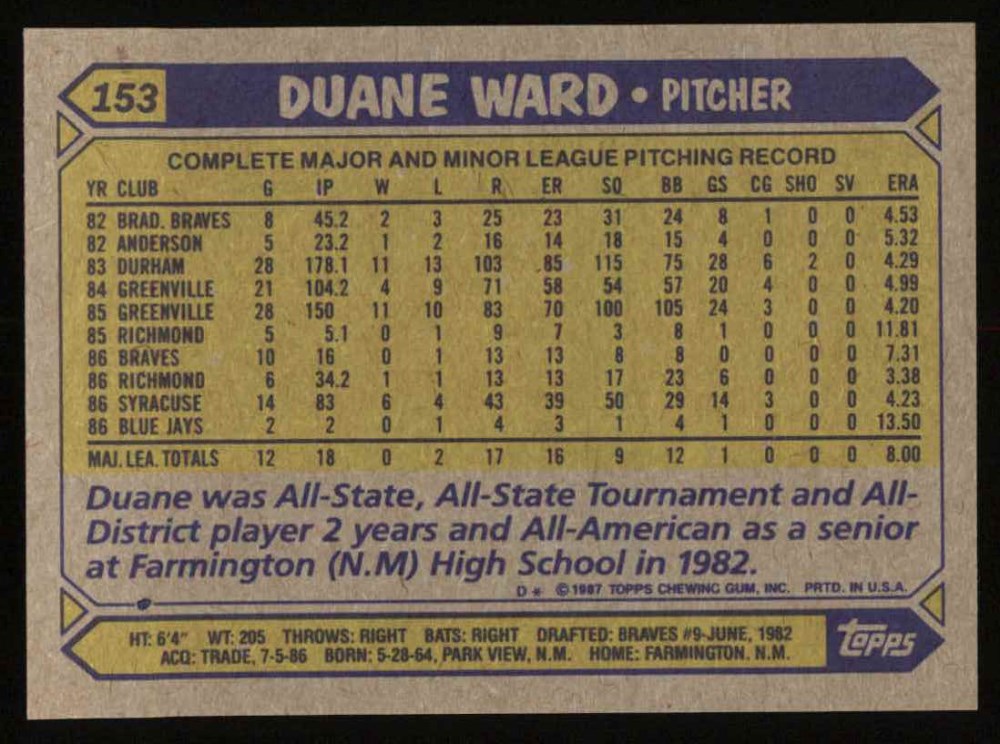 153 DUANE WARD • PITCHER
COMPLETE MAJOR AND MINOR LEAGUE PITCHING RECORD
YR CLUB G IP W L R ER SO BB GS CG SHO SV ERA
82 BRAD. BRAVES 8 45.2 2 3 25 23 31 24 8 1 0 0 4.53
82 ANDERSON 5 23.2 1 2 16 14 18 15 4 0 0 0 5.32
83 DURHAM 28 178.1 11 13 103 85 115 75 28 6 2 0 4.29
84 GREENVILLE 21 104.2 4 9 71 58 54 57 20 4 0 0 4.99
85 GREENVILLE 28 150 11 10 83 70 100 105 24 3 0 0 4.20
85 RICHMOND 5 5.1 0 1 9 7 3 8 1 0 0 0 11.81
86 BRAVES 10 16 0 1 13 13 8 8 0 0 0 0 7.31
86 RICHMOND 6 34.2 1 1 13 13 17 23 6 0 0 0 3.38
86 SYRACUSE 14 83 6 4 43 39 50 29 14 3 0 0 4.23
86 BLUE JAYS 2 2 0 1 4 3 1 4 1 0 0 0 13.50
MAJ. LEA. TOTALS 12 18 0 2 17 16 9 12 1 0 0 0 8.00
Duane was All-State, All-State Tournament and All-
District player 2 years and All-American as a senior
at Farmington (N.M) High School in 1982.
D* ©1987 TOPPS CHEWING GUM, INC. PRTD. IN U.S.A.
HT: 6'4" WT: 205 THROWS: RIGHT BATS: RIGHT DRAFTED: BRAVES #9-JUNE, 1982
ACQ: TRADE, 7-5-86 BORN: 5-28-64, PARK VIEW, N.M. HOME: FARMINGTON. N.M.
topps